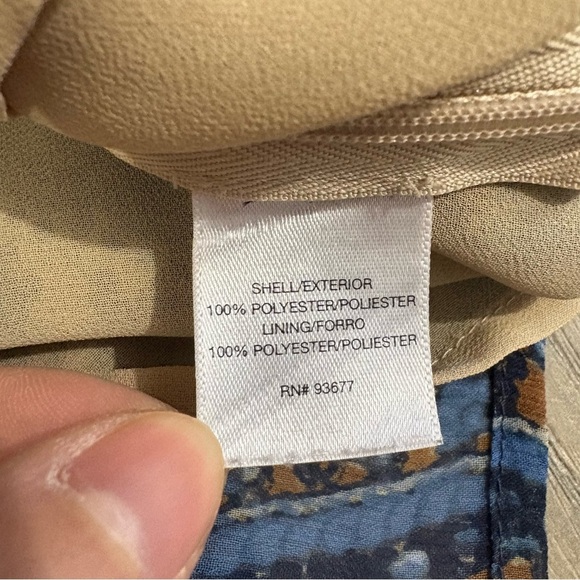 SHELL/EXTERIOR
100% POLYESTER/POLIESTER
LINING/FORRO
100% POLYESTER/POLIESTER
RN# 93677